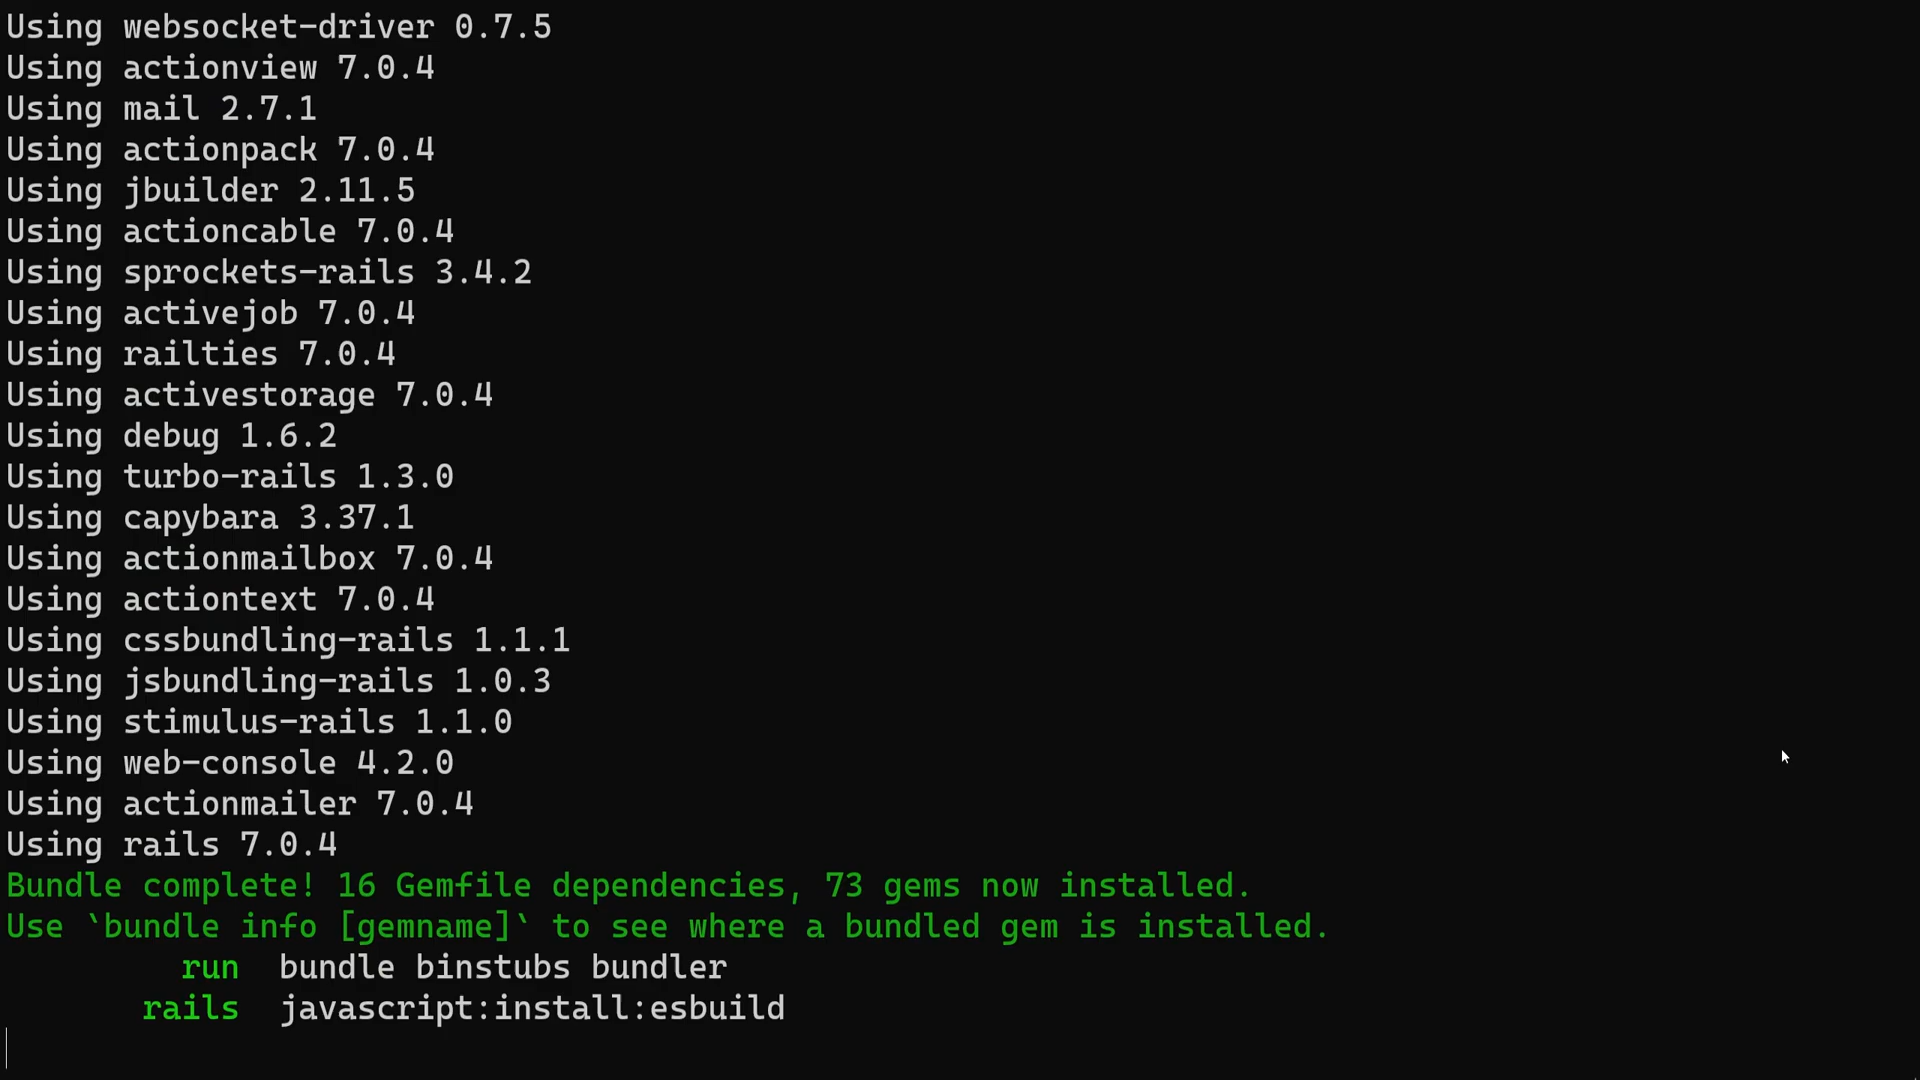 Using websocket-driver 0.7.5
Using actionview 7.0.4
Using mail 2.7.1
Using actionpack 7.0.4
Using jbuilder 2.11.5
Using actioncable 7.0.4
Using sprockets-rails 3.4.2
Using activejob 7.0.4
Using railties 7.0.4
Using activestorage 7.0.4
Using debug 1.6.2
Using turbo-rails 1.3.0
Using capybara 3.37.1
Using actionmailbox 7.0.4
Using actiontext 7.0.4
Using cssbundling-rails 1.1.1
Using jsbundling-rails 1.0.3
Using stimulus-rails 1.1.0
Using web-console 4.2.0
Using actionmailer 7.0.4
Using rails 7.0.4
Bundle complete! 16 Gemfile dependencies, 73 gems now installed.
Use `bundle info [gemname]` to see where a bundled gem is installed.
run  bundle binstubs bundler
rails  javascript:install:esbuild